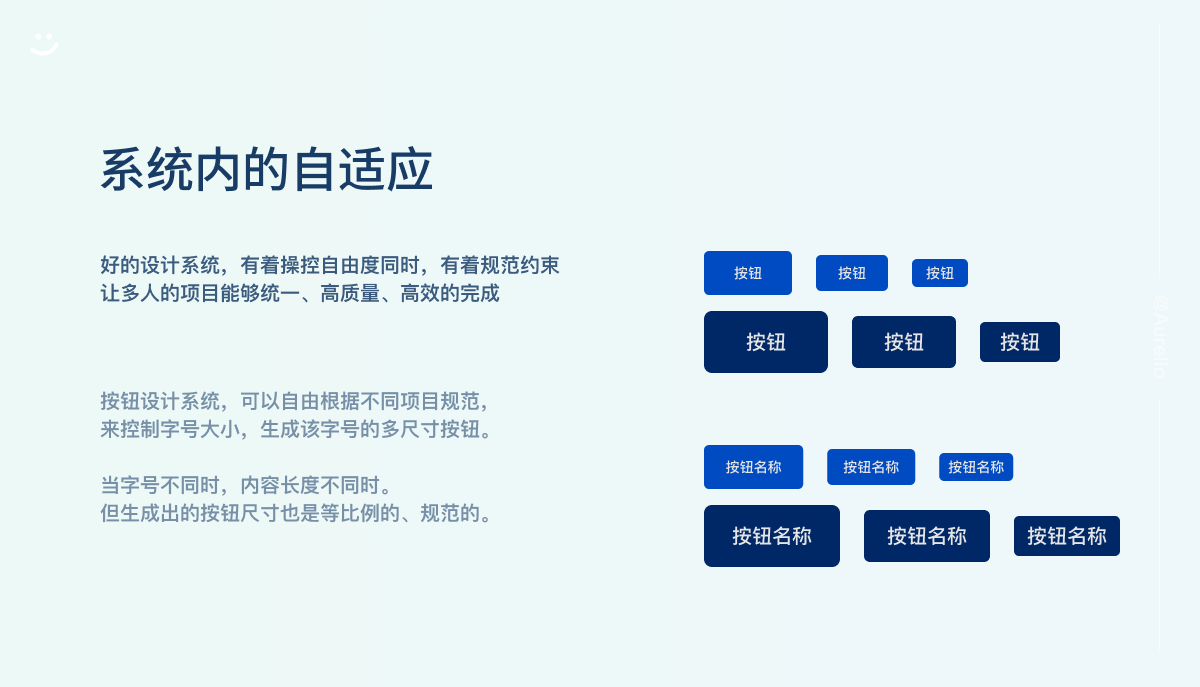 系统内的自适应
好的设计系统，有着操控自由度同时，有着规范约束
让多人的项目能够统一、高质量、高效的完成
按钮设计系统，可以自由根据不同项目规范，
来控制字号大小，生成该字号的多尺寸按钮。
当字号不同时，内容长度不同时。
但生成出的按钮尺寸也是等比例的、规范的。
按钮 按钮 按钮
按钮 按钮 按钮
按钮名称 按钮名称 按钮名称
按钮名称 按钮名称 按钮名称
@Aurelio